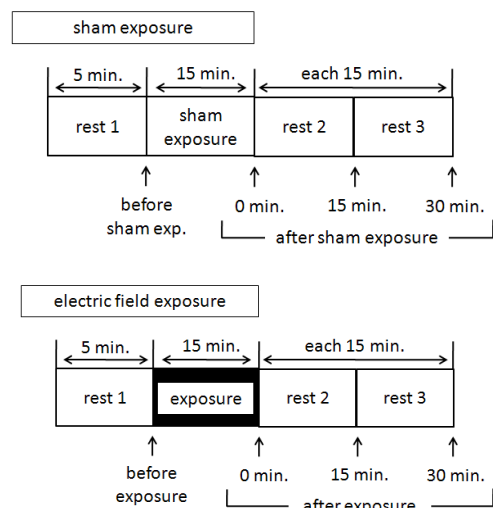 sham exposure
5 min. 15 min. each 15 min.
rest 1 sham exposure rest 2 rest 3
before sham exp. 0 min. 15 min. 30 min.
after sham exposure
electric field exposure
5 min. 15 min. each 15 min.
rest 1 exposure rest 2 rest 3
before exposure 0 min. 15 min. 30 min.
after exposure